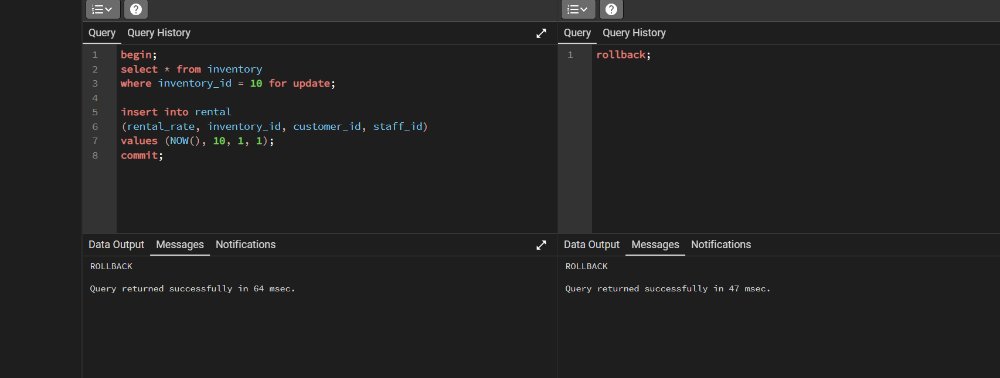 Query Query History
1 begin;
2 select * from inventory
3 where inventory_id = 10 for update;
4
5 insert into rental
6 (rental_rate, inventory_id, customer_id, staff_id)
7 values (NOW(), 10, 1, 1);
8 commit;
Data Output Messages Notifications
ROLLBACK
Query returned successfully in 64 msec.
Query Query History
1 rollback;
Data Output Messages Notifications
ROLLBACK
Query returned successfully in 47 msec.